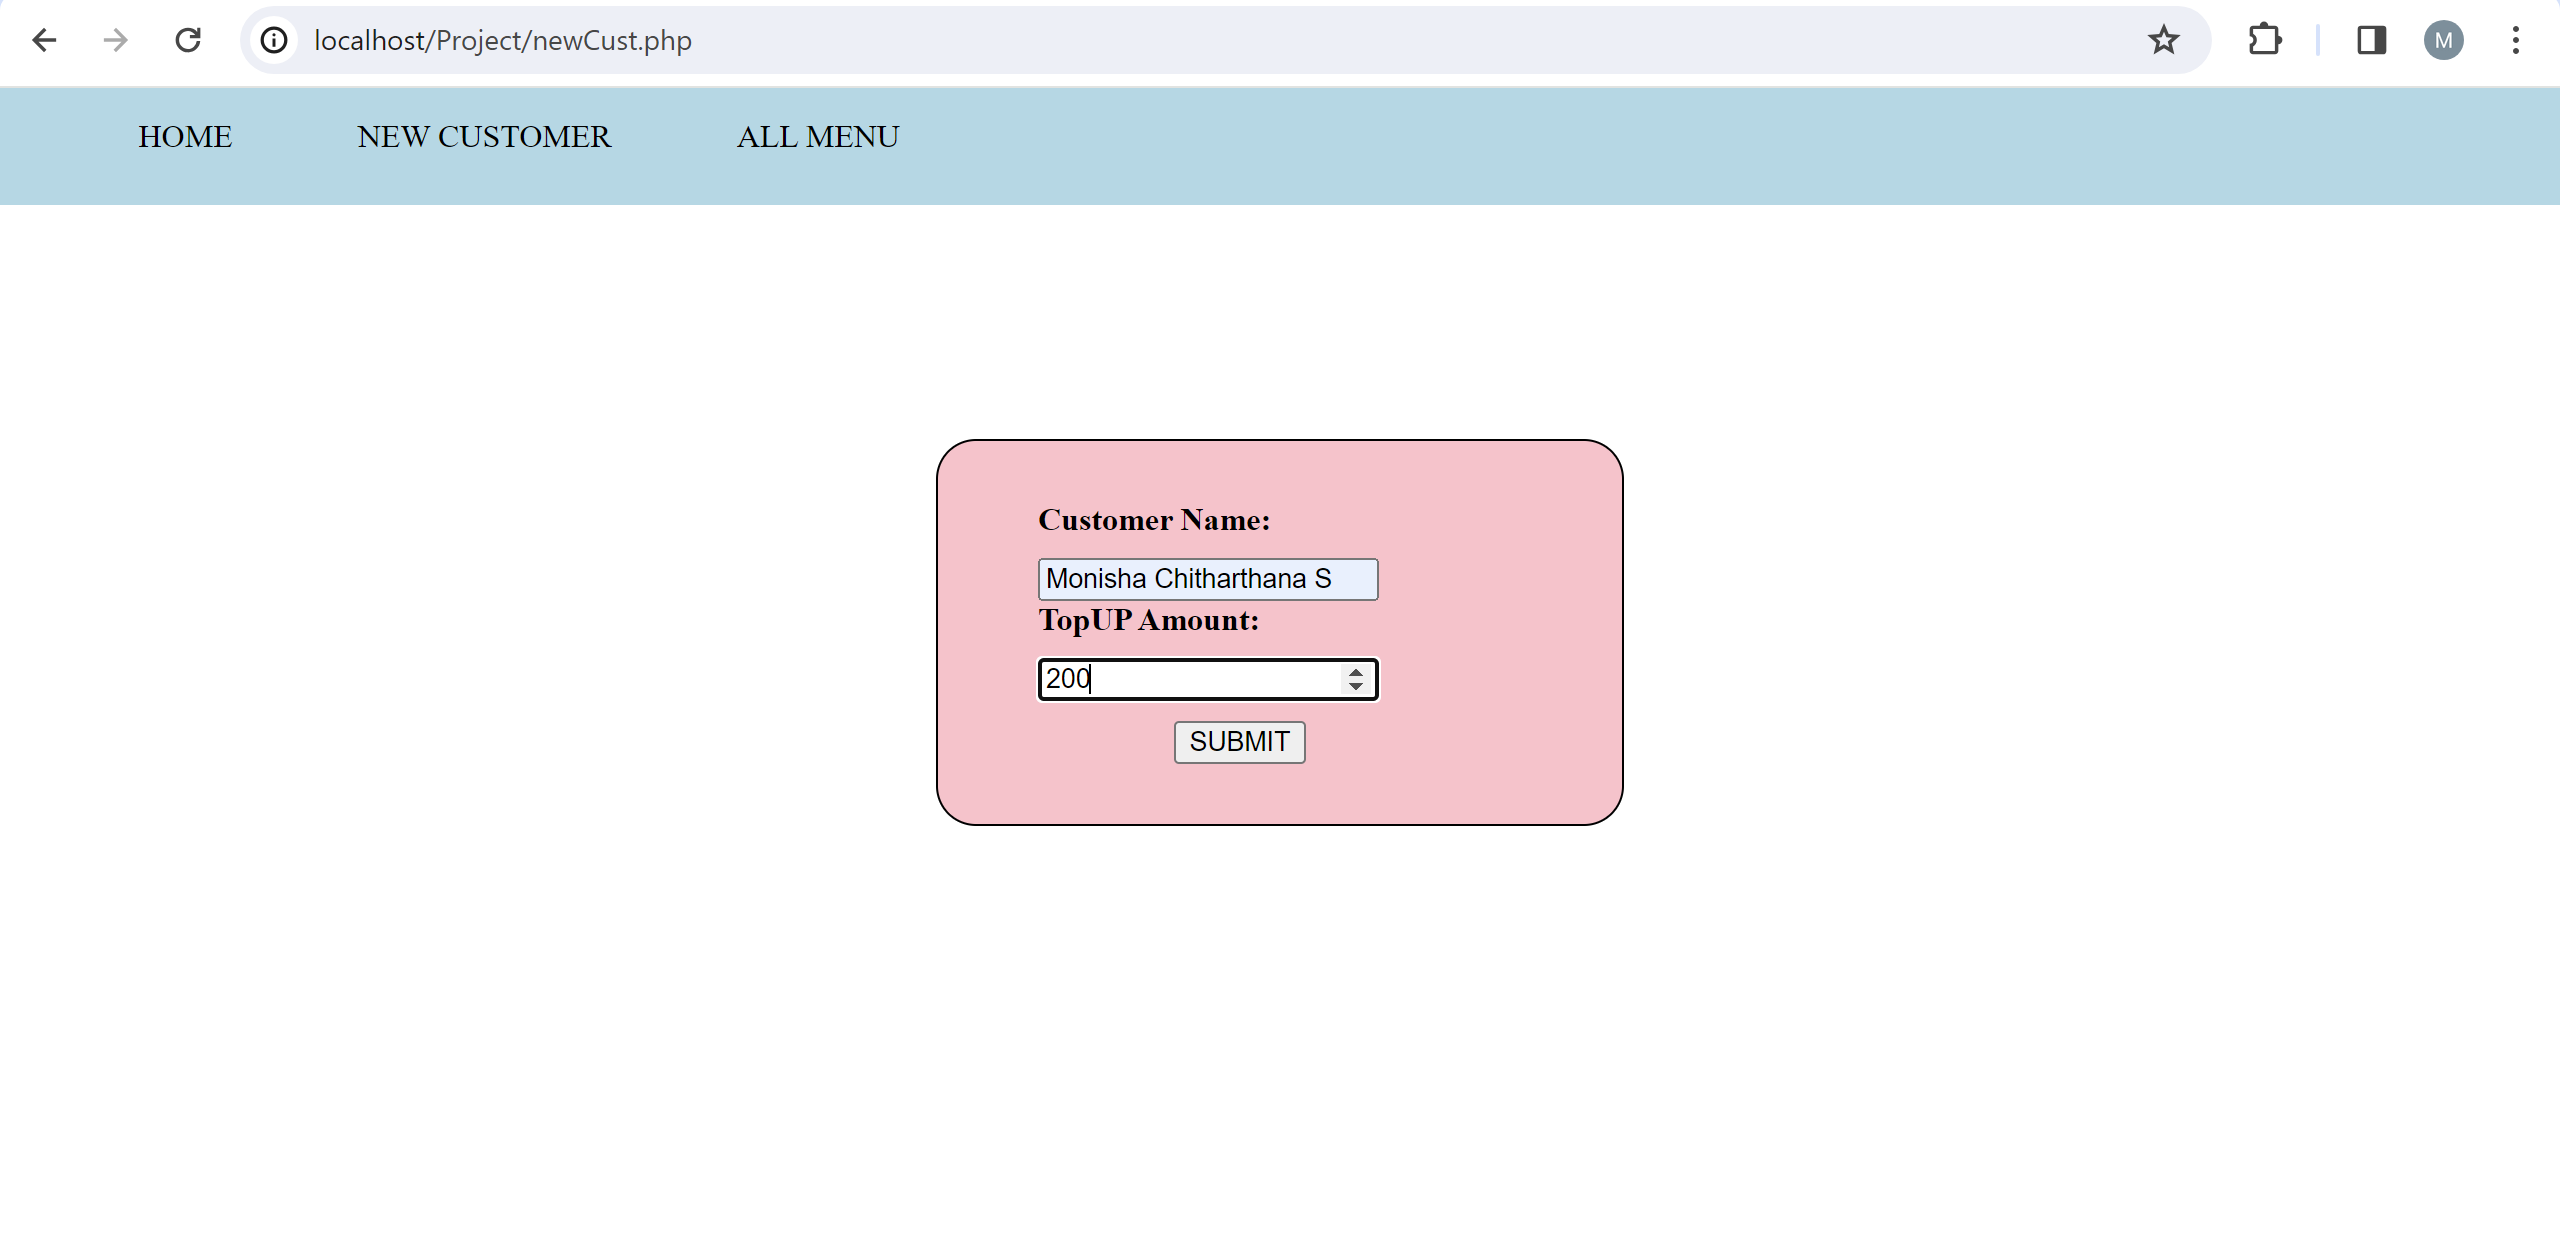 localhost/Project/newCust.php
M
HOME NEW CUSTOMER ALL MENU
Customer Name:
Monisha Chitharthana S
TopUP Amount:
200
SUBMIT